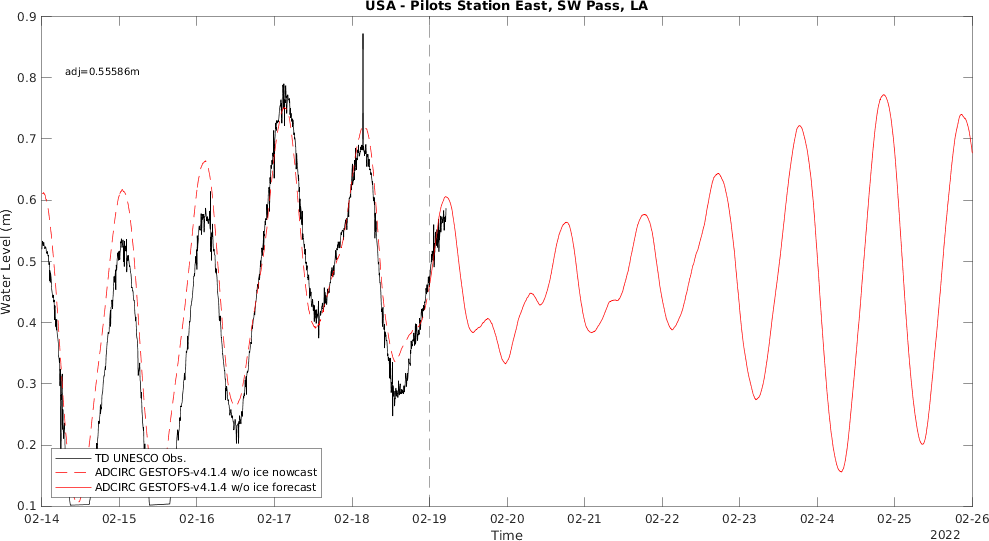 USA - Pilots Station East, SW Pass, LA
0.9
0.8
0.7
0.6
0.5
0.4
0.3
0.2
0.1
Water Level (m)
adj=0.55586m
TD UNESCO Obs.
ADCIRC GESTOFS-v4.1.4 w/o ice nowcast
ADCIRC GESTOFS-v4.1.4 w/o ice forecast
02-14 02-15 02-16 02-17 02-18 02-19 02-20 02-21 02-22 02-23 02-24 02-25 02-26
Time
2022